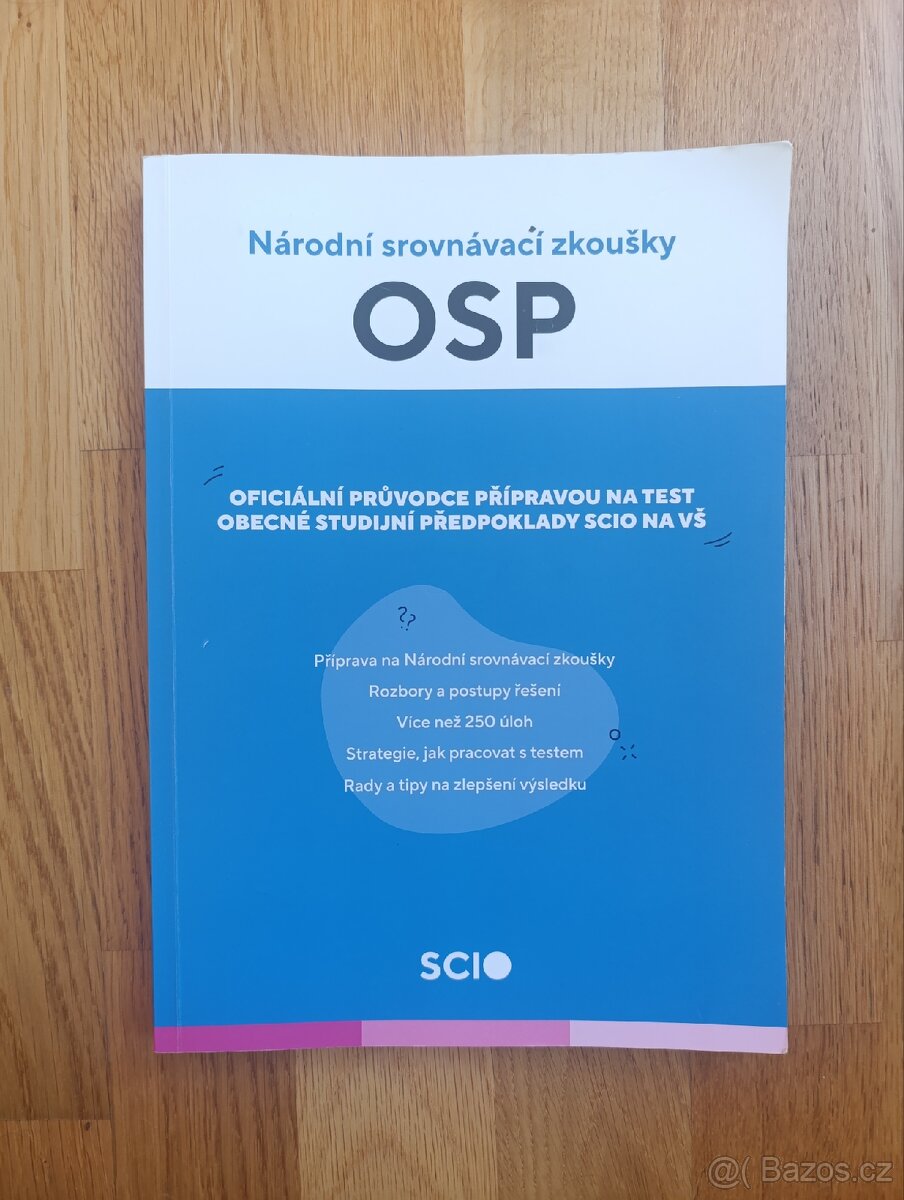 Národní srovnávací zkoušky
OSP
OFICIÁLNÍ PRŮVODCE PŘÍPRAVOU NA TEST
OBECNÉ STUDIJNÍ PŘEDPOKLADY SCIO NA VŠ
??
Příprava na Národní srovnávací zkoušky
Rozbory a postupy řešení
Více než 250 úloh
Strategie, jak pracovat s testem
Rady a tipy na zlepšení výsledku
SCIO
@( Bazos.cz